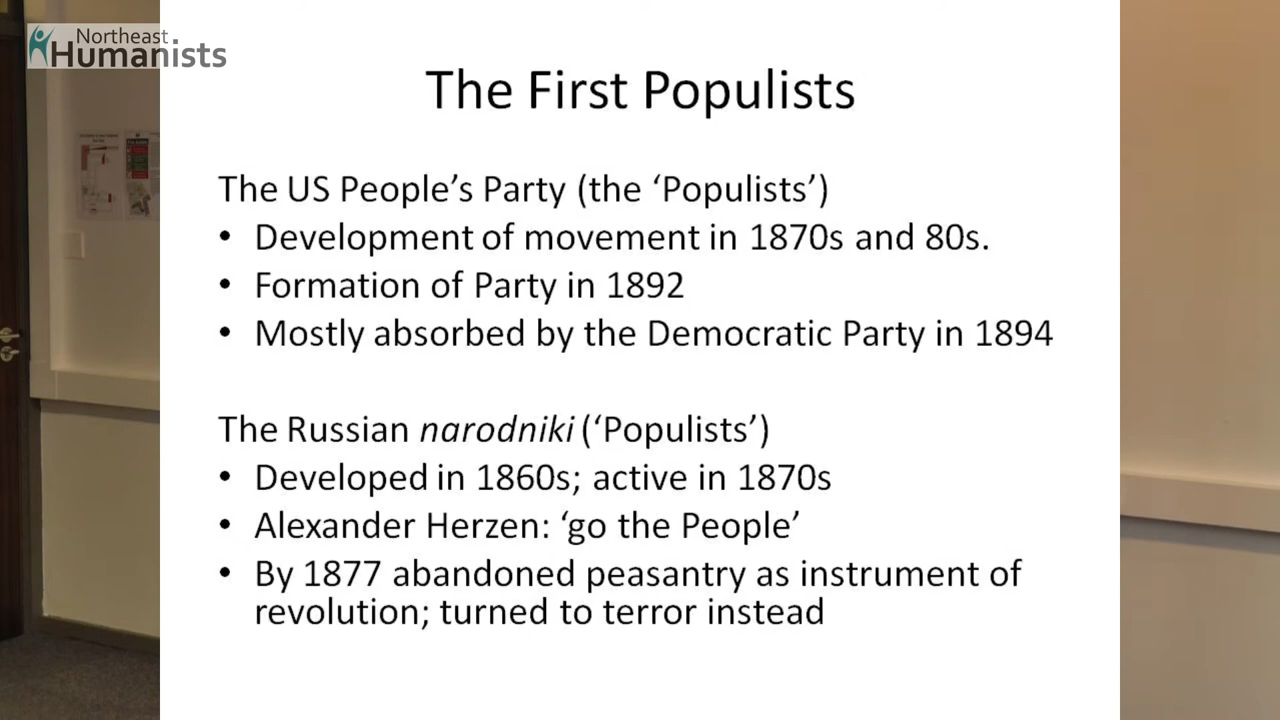 Northeast
Humanists
The First Populists
The US People’s Party (the ‘Populists’)
• Development of movement in 1870s and 80s.
• Formation of Party in 1892
• Mostly absorbed by the Democratic Party in 1894
The Russian narodniki (‘Populists’)
• Developed in 1860s; active in 1870s
• Alexander Herzen: ‘go the People’
• By 1877 abandoned peasantry as instrument of
revolution; turned to terror instead